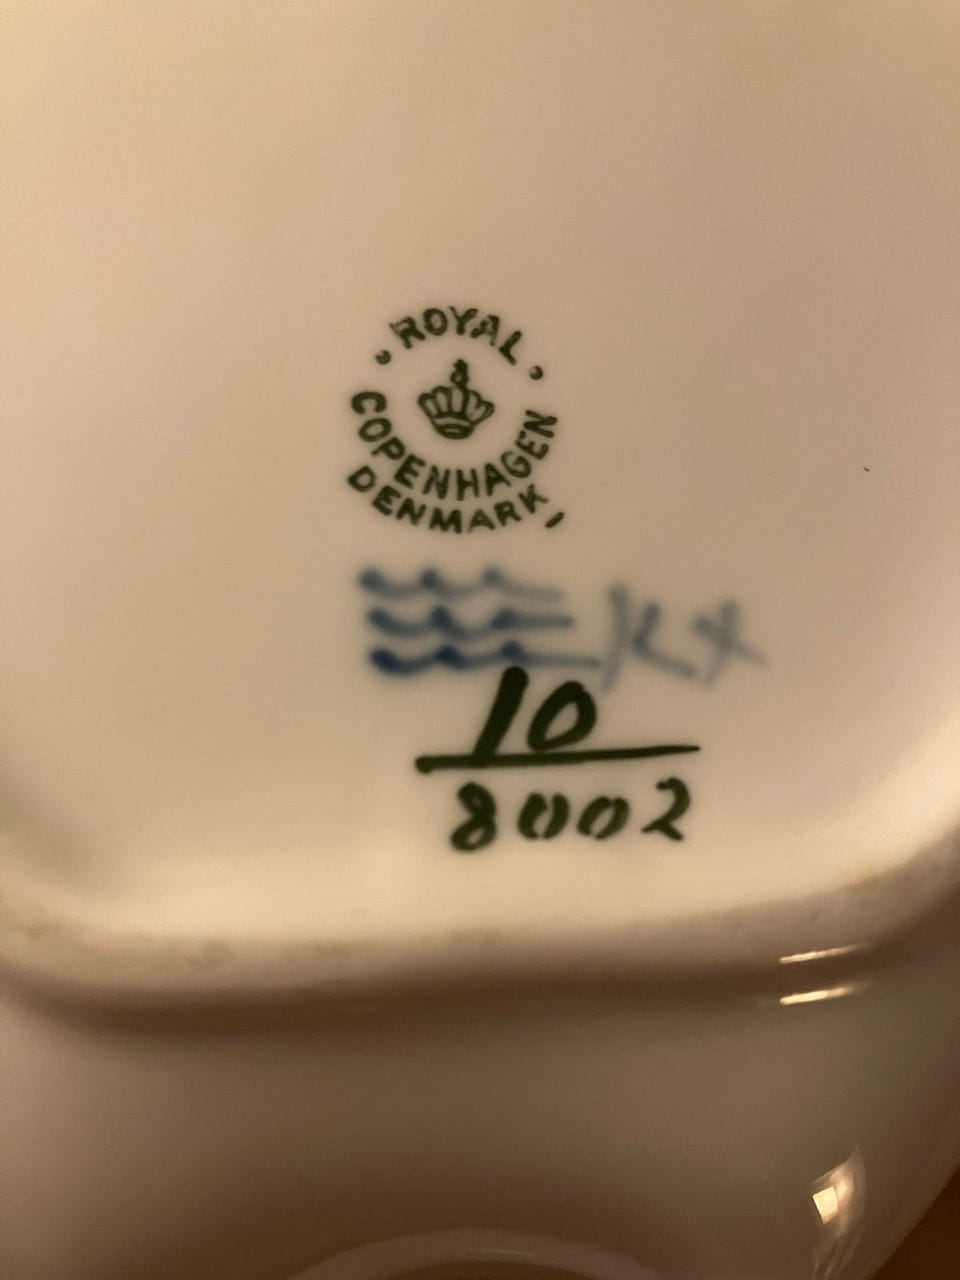 ROYAL
COPENHAGEN
DENMARK
10
8002